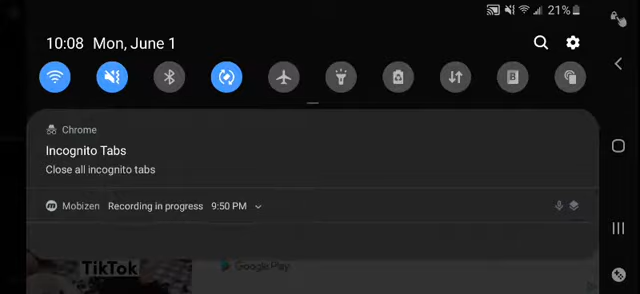 21%
10:08 Mon, June 1
Chrome
Incognito Tabs
Close all incognito tabs
Mobizen Recording in progress 9:50 PM
TikTok
Google Play